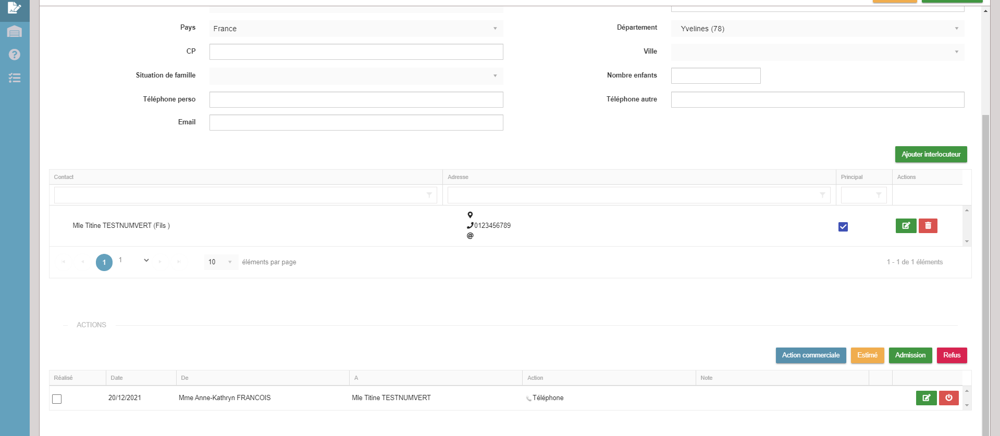 Pays France Département Yvelines (78)
CP Ville
Situation de famille Nombre enfants
Téléphone perso Téléphone autre
Email
Ajouter interlocuteur
Contact Adresse Principal Actions
Mle Titine TESTNUMVERT (Fils ) 0123456789
@
1 1 10 éléments par page 1 - 1 de 1 éléments
ACTIONS
Action commerciale Estimé Admission Refus
Réalisé Date De A Action Note
20/12/2021 Mme Anne-Kathryn FRANCOIS Mle Titine TESTNUMVERT Téléphone